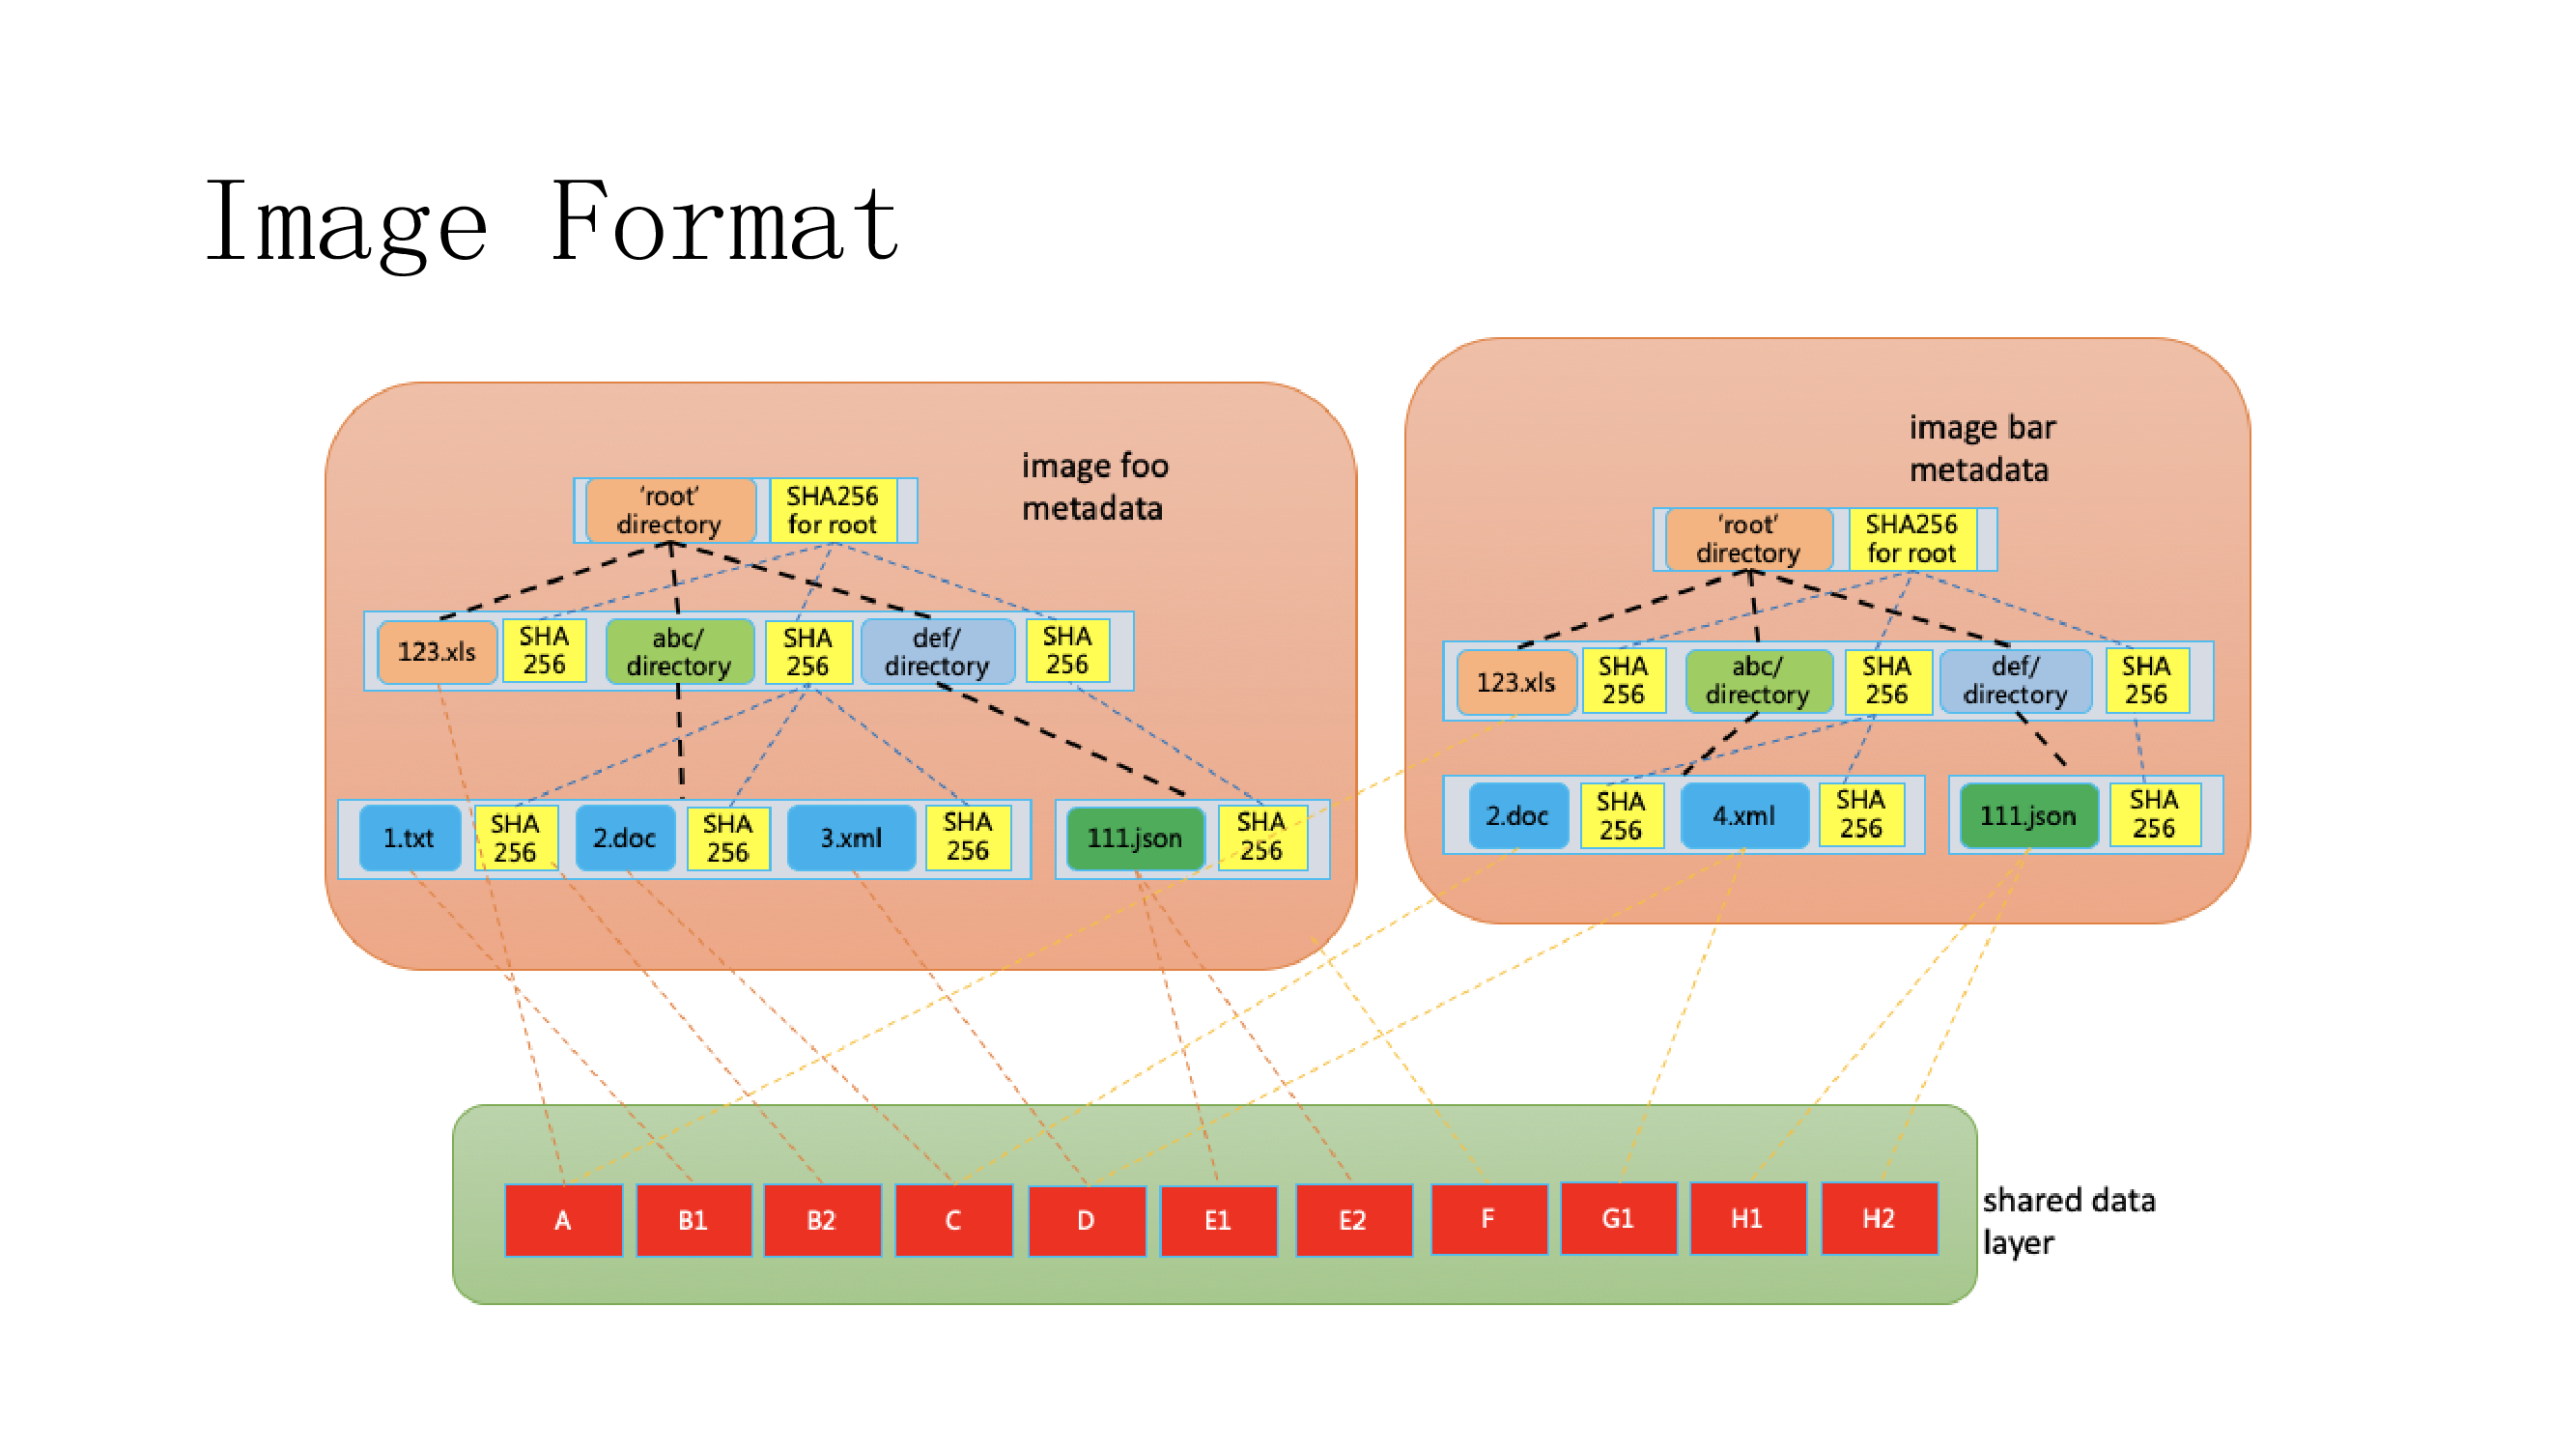 Image Format
image foo
metadata
'root'
directory
SHA256
for root
123.xls
SHA
256
abc/
directory
SHA
256
def/
directory
SHA
256
1.txt
SHA
256
2.doc
SHA
256
3.xml
SHA
256
111.json
SHA
256
image bar
metadata
'root'
directory
SHA256
for root
123.xls
SHA
256
abc/
directory
SHA
256
def/
directory
SHA
256
2.doc
SHA
256
4.xml
SHA
256
111.json
SHA
256
A
B1
B2
C
D
E1
E2
F
G1
H1
H2
shared data
layer